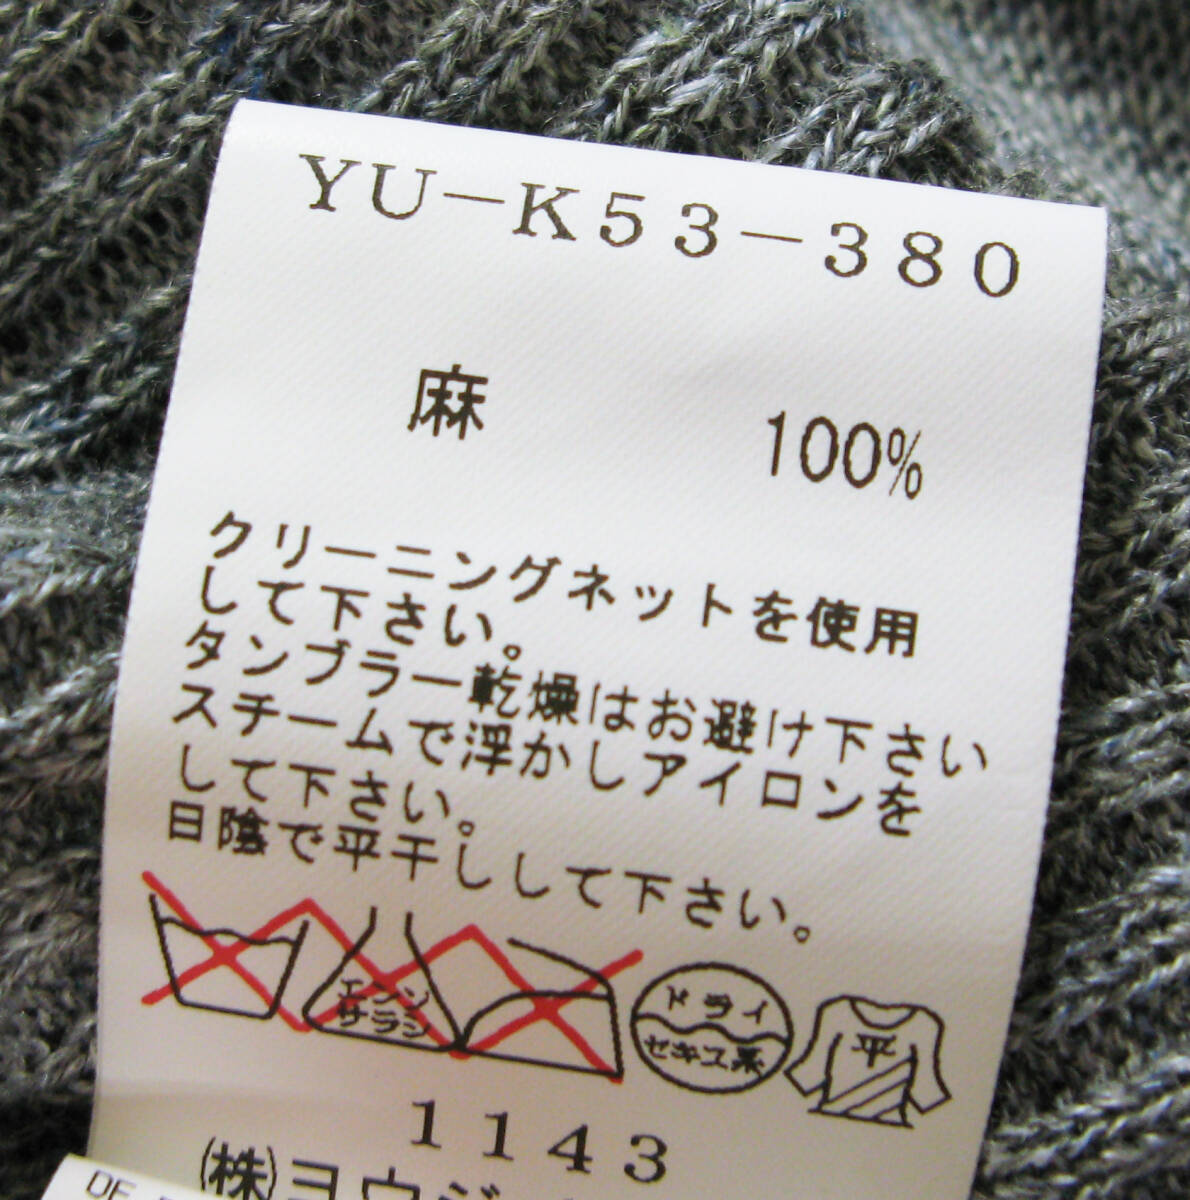 YU-K53-380
麻 100%
クリーニングネットを使用
して下さい。
タンブラー乾燥はお避け下さい
スチームで浮かしアイロンを
して下さい。
日陰で平干しして下さい。
エンソ
サラシ
ドライ
セキユ系
平
1143
(株)ヨウジ
DE